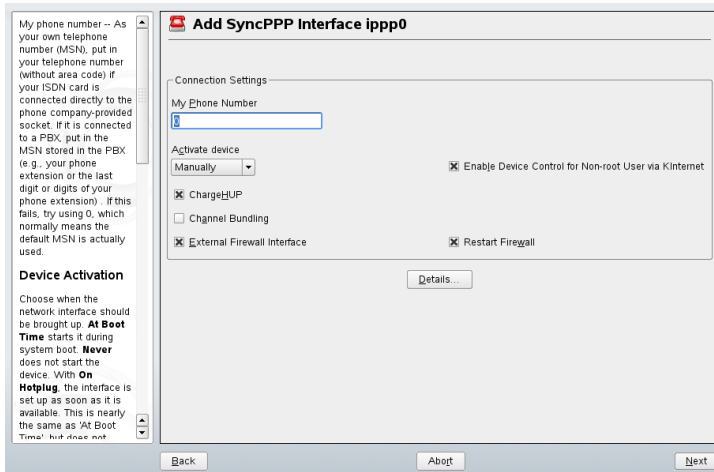 My phone number -- As
your own telephone
number (MSN), put in
your telephone number
(without area code) if
your ISDN card is
connected directly to the
phone company-provided
socket. If it is connected
to a PBX, put in the
MSN stored in the PBX
(e.g., your phone
extension or the last
digit or digits of your
phone extension) . If this
fails, try using 0, which
normally means the
default MSN is actually
used.
Device Activation
Choose when the
network interface should
be brought up. At Boot
Time starts it during
system boot. Never
does not start the
device. With On
Hotplug, the interface is
set up as soon as it is
available. This is nearly
the same as 'At Boot
Time', but does not
Add SyncPPP Interface ippp0
Connection Settings
My Phone Number
0
Activate device
Manually
Enable Device Control for Non-root User via KInternet
ChargeHUP
Channel Bundling
External Firewall Interface
Restart Firewall
Details...
Back
Abort
Next